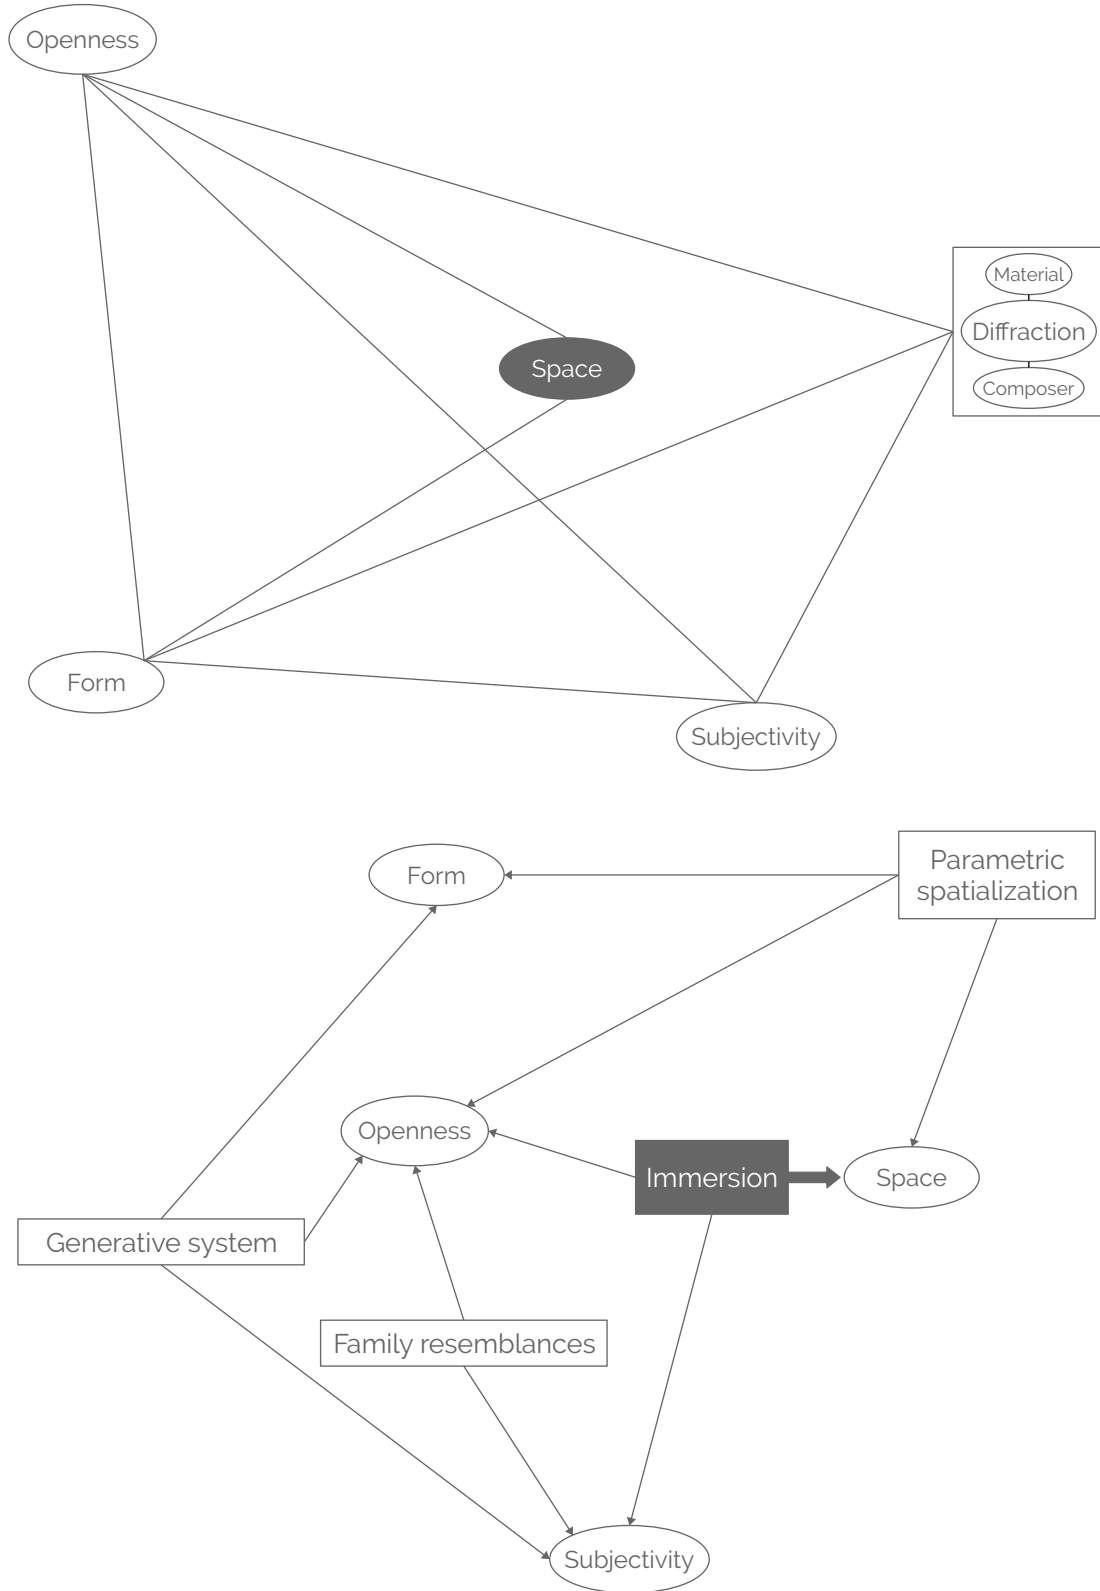 Openness
Material
Diffraction
Space
Composer
Form
Subjectivity
Parametric
spatialization
Form
Openness
Immersion
Space
Generative system
Family resemblances
Subjectivity